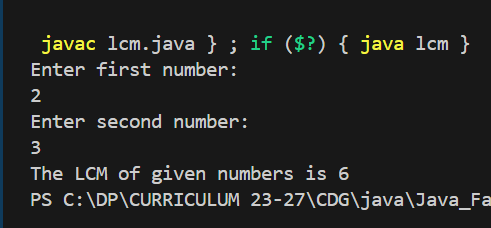 javac lcm.java } ; if ($?) { java lcm }
Enter first number:
2
Enter second number:
3
The LCM of given numbers is 6
PS C:\DP\CURRICULUM 23-27\CDG\java\Java_Fa